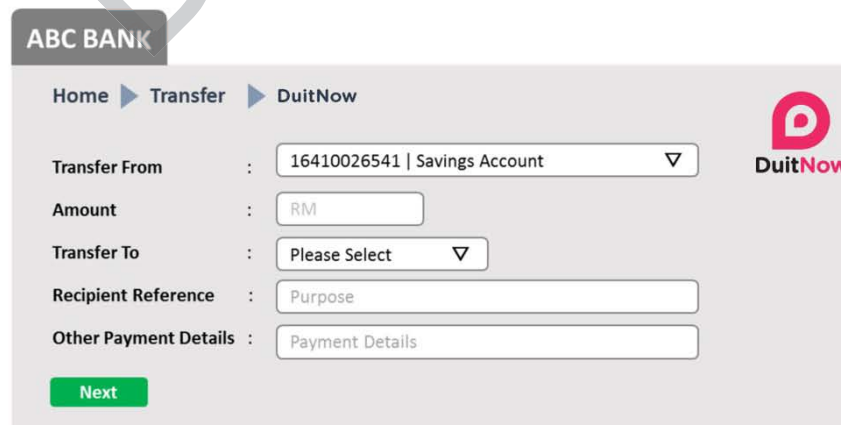 ABC BANK
Home Transfer DuitNow
DuitNow
Transfer From : 16410026541 | Savings Account
Amount : RM
Transfer To : Please Select
Recipient Reference : Purpose
Other Payment Details : Payment Details
Next